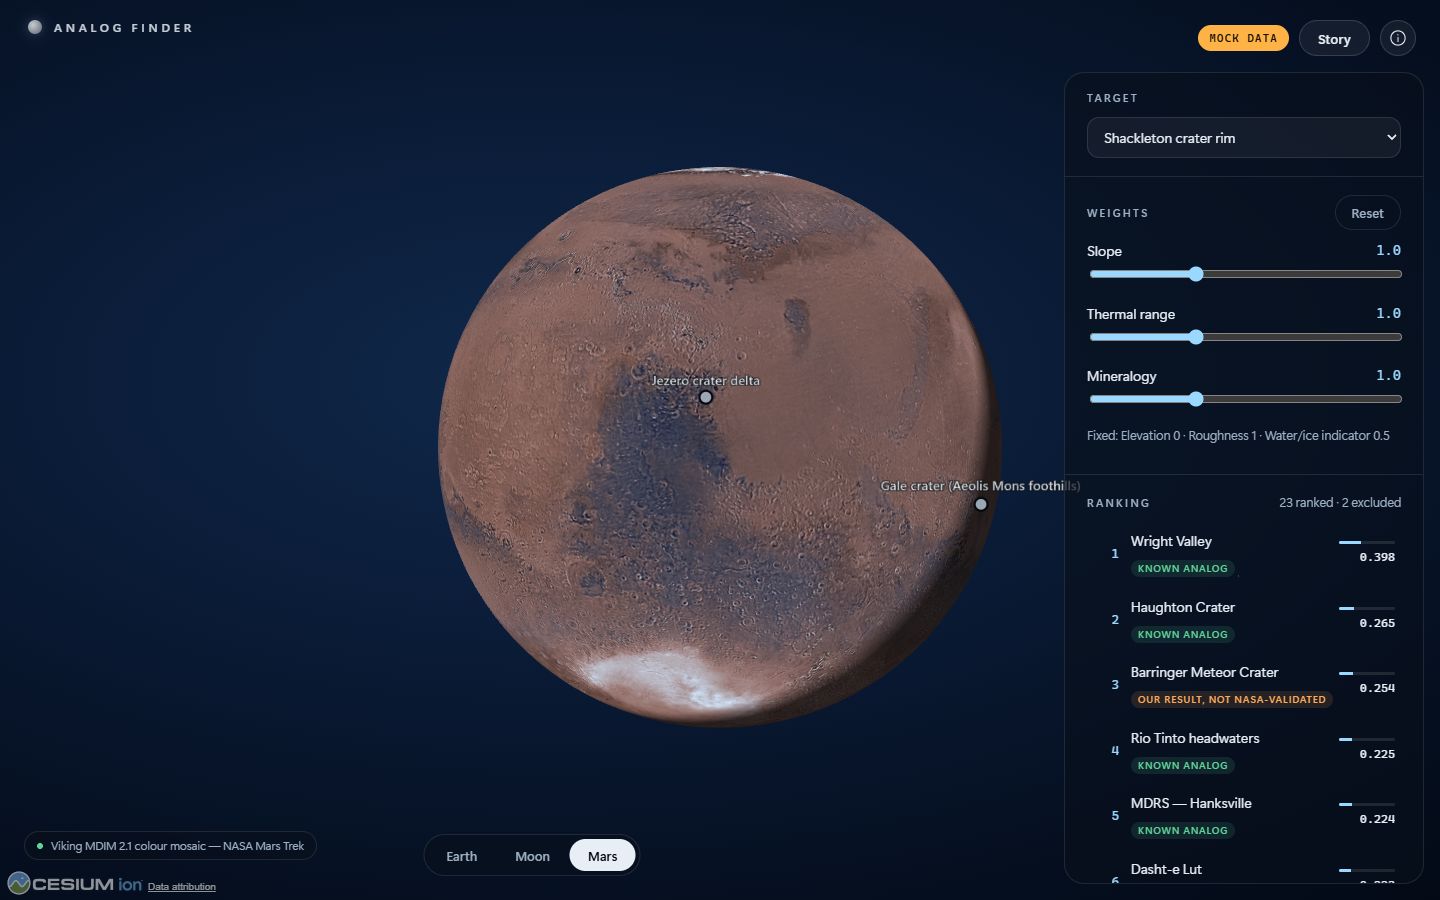 ANALOG FINDER
MOCK DATA
Story
TARGET
Shackleton crater rim
WEIGHTS
Reset
Slope 1.0
Thermal range 1.0
Mineralogy 1.0
Fixed: Elevation 0 · Roughness 1 · Water/ice indicator 0.5
RANKING 23 ranked · 2 excluded
1 Wright Valley 0.398
KNOWN ANALOG
2 Haughton Crater 0.265
KNOWN ANALOG
3 Barringer Meteor Crater 0.254
OUR RESULT, NOT NASA-VALIDATED
4 Rio Tinto headwaters 0.225
KNOWN ANALOG
5 MDRS — Hanksville 0.224
KNOWN ANALOG
6 Dasht-e Lut
Jezero crater delta
Gale crater (Aeolis Mons foothills)
Viking MDIM 2.1 colour mosaic — NASA Mars Trek
Earth Moon Mars
CESIUM ion Data attribution